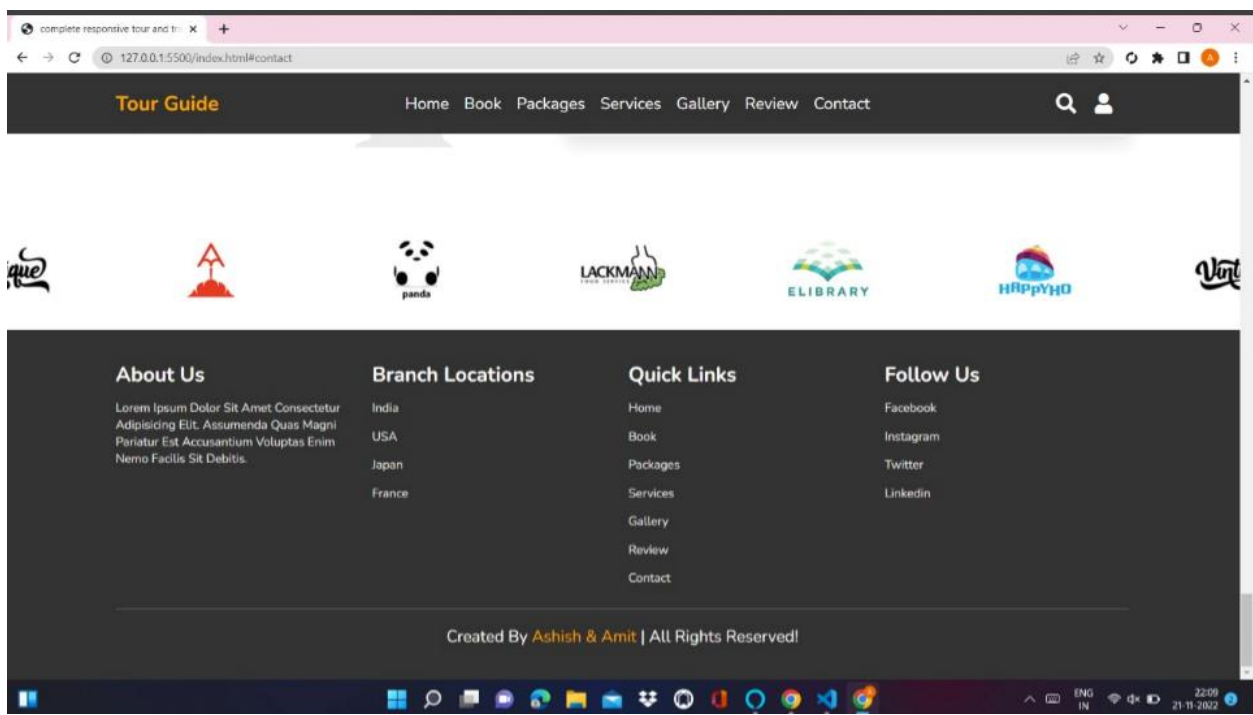 complete responsive tour and tr
127.0.0.1:5500/index.html#contact
A
Tour Guide
Home Book Packages Services Gallery Review Contact
que
panda
LACKMANN
FOOD SERVICE
ELIBRARY
HAPPYHO
Vint
About Us
Lorem Ipsum Dolor Sit Amet Consectetur
Adipisicing Elit. Assumenda Quas Magni
Pariatur Est Accusantium Voluptas Enim
Nemo Facilis Sit Debitis.
Branch Locations
India
USA
Japan
France
Quick Links
Home
Book
Packages
Services
Gallery
Review
Contact
Follow Us
Facebook
Instagram
Twitter
Linkedin
Created By Ashish & Amit | All Rights Reserved!
ENG
IN
22:09
21-11-2022